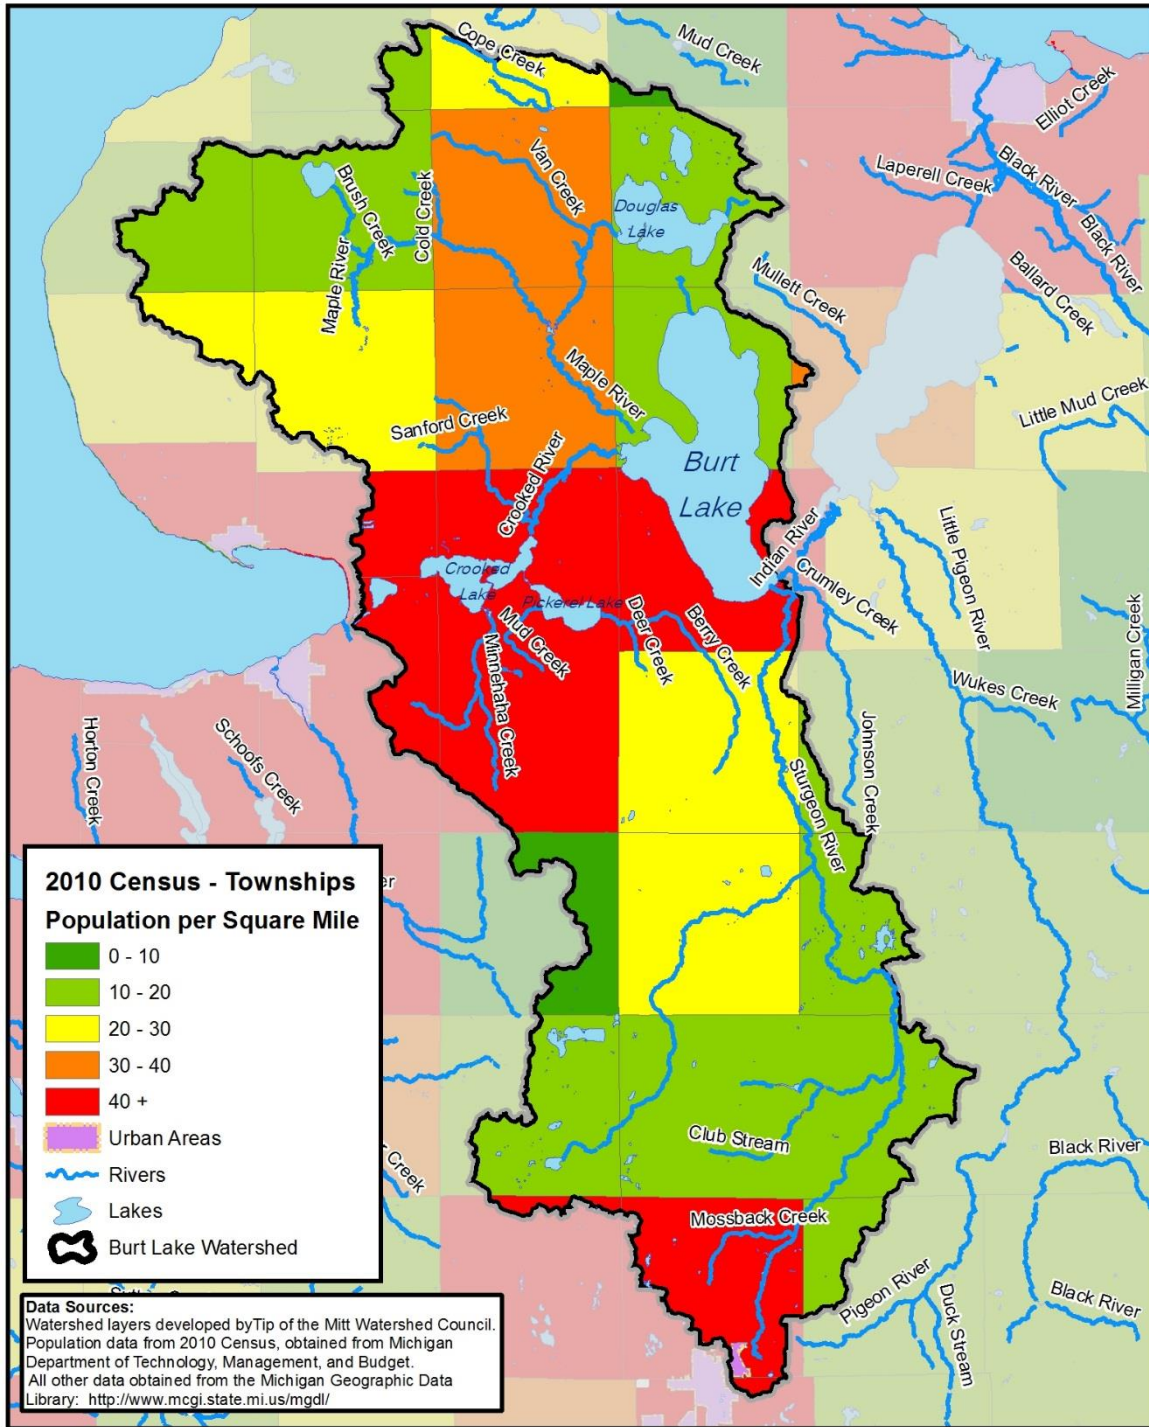 Cope Creek
Mud Creek
Elliot Creek
Van Creek
Laperell Creek
Black River
Black River
Brush Creek
Cold Creek
Douglas
Lake
Maple River
Mullett Creek
Ballard Creek
Maple River
Little Mud Creek
Sanford Creek
Crooked River
Burt
Lake
Indian River
Little Pigeon River
Crooked
Lake
Pickerel Lake
Crumley Creek
Mud Creek
Deer Creek
Berry Creek
Milligan Creek
Minnehaha Creek
Wukes Creek
Horton Creek
Schoofs Creek
Johnson Creek
Sturgeon River
er
2010 Census - Townships
Population per Square Mile
0 - 10
10 - 20
20 - 30
30 - 40
40 +
Urban Areas
Rivers
Lakes
Burt Lake Watershed
r Creek
Club Stream
Black River
Mossback Creek
Pigeon River
Duck Stream
Black River
Data Sources:
Watershed layers developed byTip of the Mitt Watershed Council.
Population data from 2010 Census, obtained from Michigan
Department of Technology, Management, and Budget.
All other data obtained from the Michigan Geographic Data
Library: http://www.mcgi.state.mi.us/mgdl/